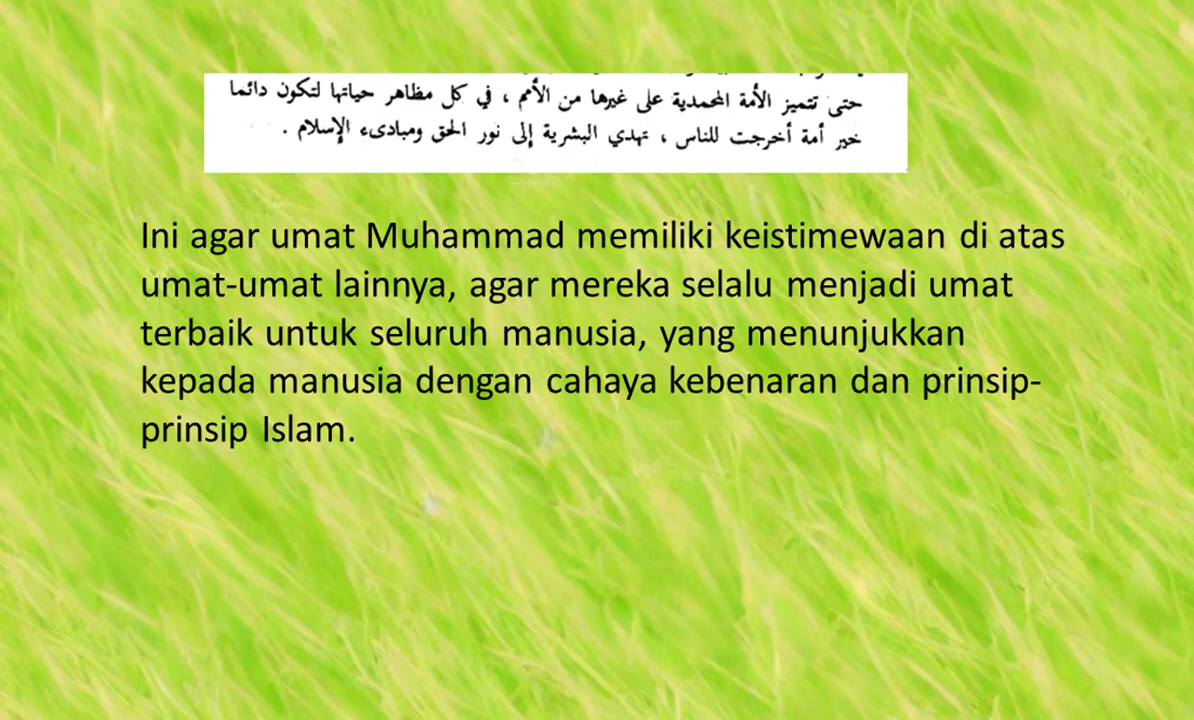 حتى تتميز الأمة المحمدية على غيرها من الأمم ، في كل مظاهر حياتها لتكون دائما
خير أمة أخرجت للناس ، تهدي البشرية إلى نور الحق ومبادىء الإسلام .
Ini agar umat Muhammad memiliki keistimewaan di atas
umat-umat lainnya, agar mereka selalu menjadi umat
terbaik untuk seluruh manusia, yang menunjukkan
kepada manusia dengan cahaya kebenaran dan prinsip-
prinsip Islam.